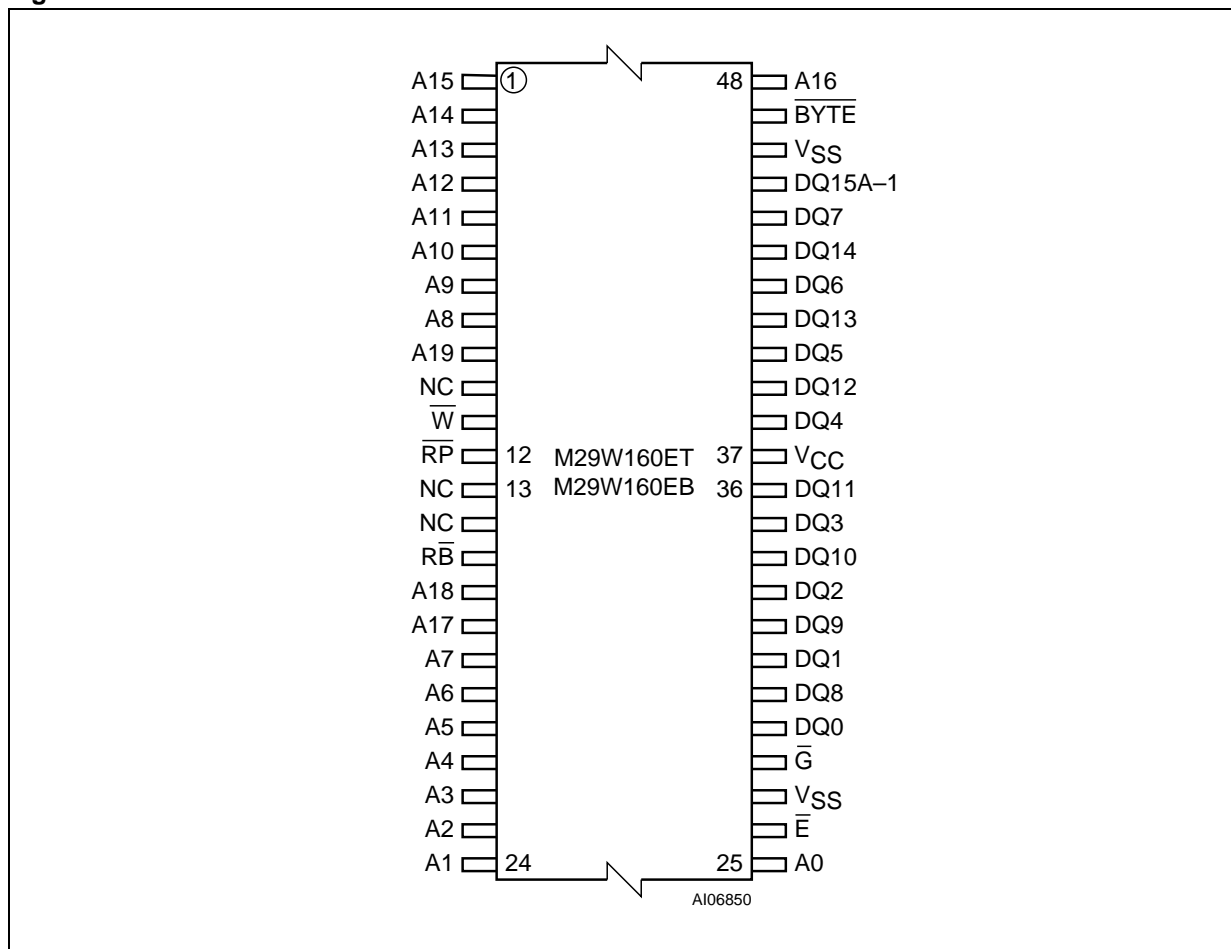 g
A15 1 48 A16
A14 B̅Y̅T̅E̅
A13 VSS
A12 DQ15A–1
A11 DQ7
A10 DQ14
A9 DQ6
A8 DQ13
A19 DQ5
NC DQ12
W̅ DQ4
R̅P̅ 12 M29W160ET 37 VCC
NC 13 M29W160EB 36 DQ11
NC DQ3
RB̅ DQ10
A18 DQ2
A17 DQ9
A7 DQ1
A6 DQ8
A5 DQ0
A4 G̅
A3 VSS
A2 E̅
A1 24 25 A0
AI06850